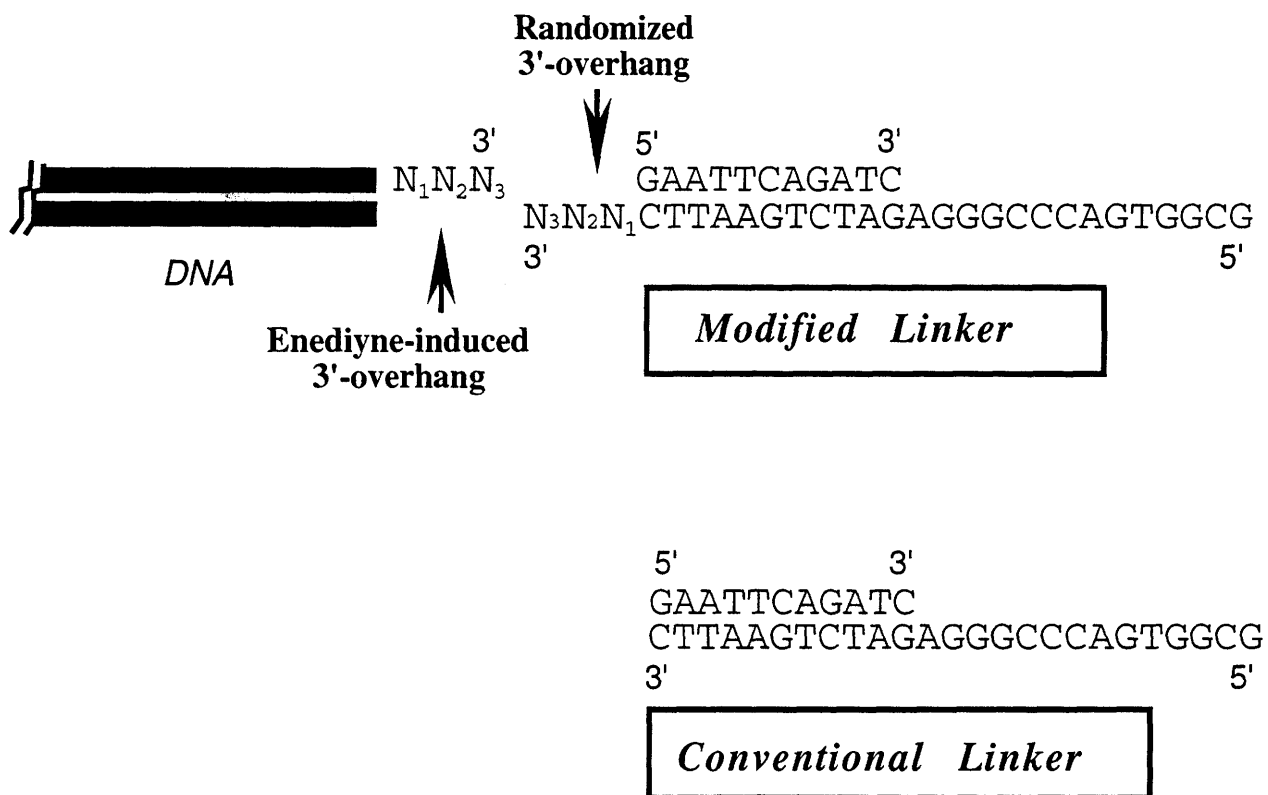 Randomized
3'-overhang
3'
5' 3'
N₁N₂N₃
GAATTCAGATC
N₃N₂N₁CTTAAGTCTAGAGGGCCCAGTGGCG
3' 5'
DNA
Enediyne-induced
3'-overhang
Modified Linker
5' 3'
GAATTCAGATC
CTTAAGTCTAGAGGGCCCAGTGGCG
3' 5'
Conventional Linker